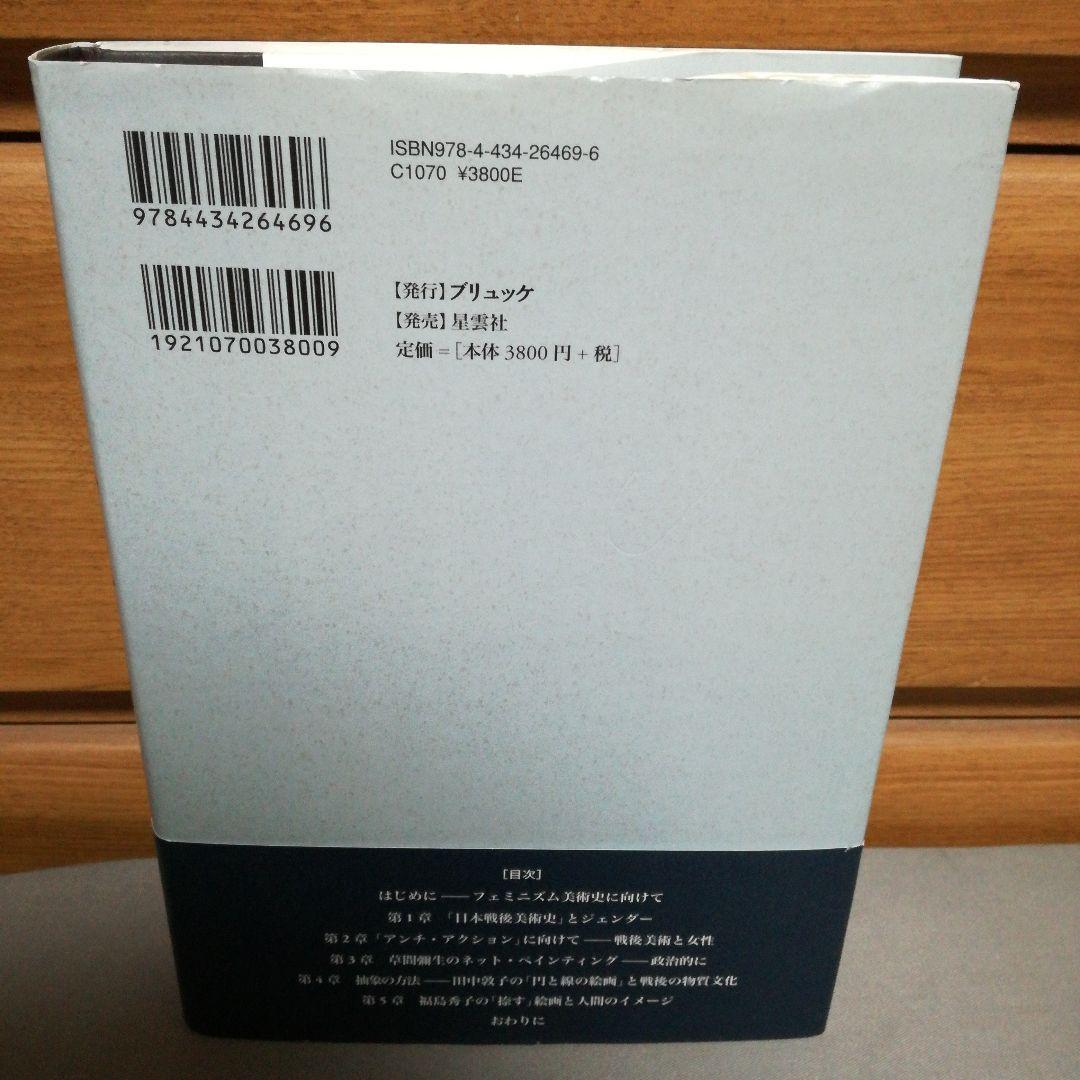 ISBN978-4-434-26469-6
C1070 ¥3800E
9784434264696
1921070038009
【発行】ブリュッケ
【発売】星雲社
定価＝[本体 3800 円 + 税]
[目次]
はじめに――フェミニズム美術史に向けて
第1章 「日本戦後美術史」とジェンダー
第2章「アンチ・アクション」に向けて――戦後美術と女性
第3章 草間彌生のネット・ペインティング――政治的に
第4章 抽象の方法――田中敦子の「円と線の絵画」と戦後の物質文化
第5章 福島秀子の「捺す」絵画と人間のイメージ
おわりに